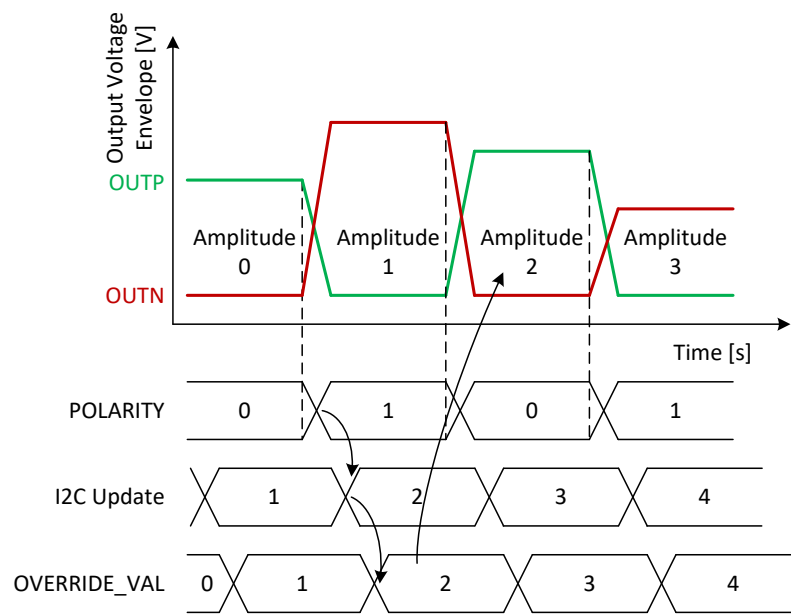 Output Voltage
Envelope [V]
OUTP
OUTN
Amplitude
0
Amplitude
1
Amplitude
2
Amplitude
3
Time [s]
POLARITY
0
1
0
1
I2C Update
1
2
3
4
OVERRIDE_VAL
0
1
2
3
4